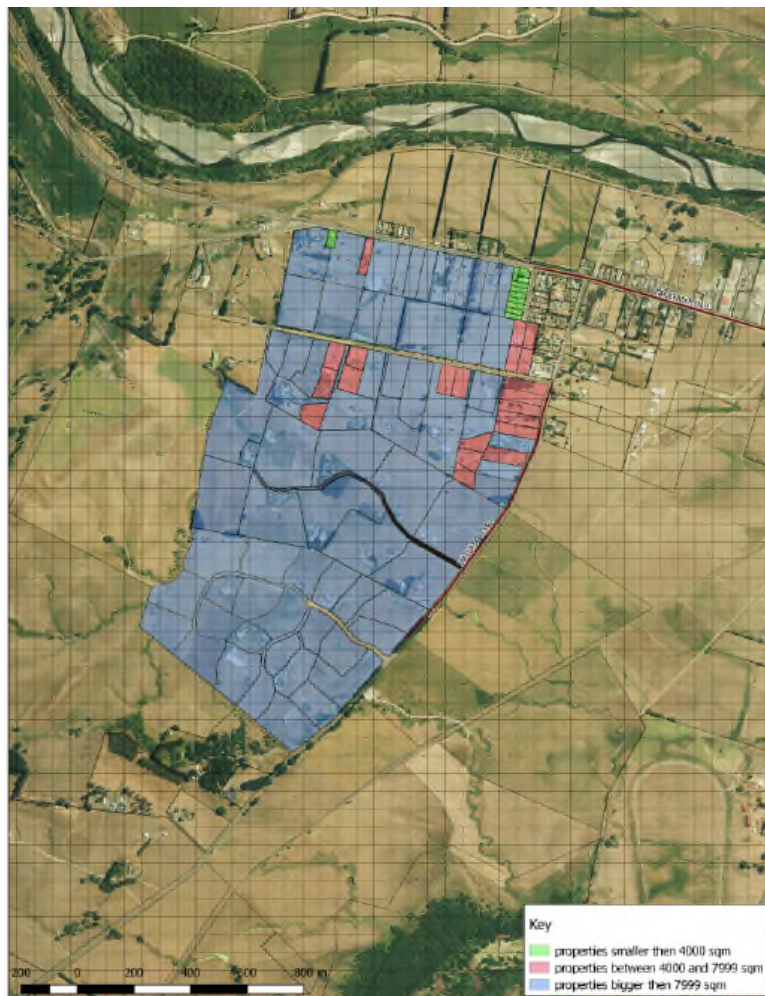 Key
properties smaller then 4000 sqm
properties between 4000 and 7999 sqm
properties bigger then 7999 sqm
200 0 200 400 600 800 m